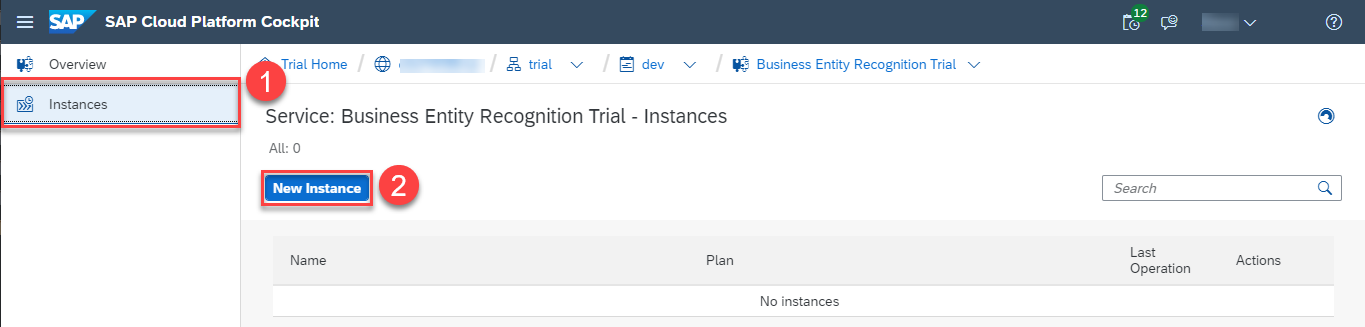 SAP SAP Cloud Platform Cockpit 12
Overview
Trial Home / / trial / dev / Business Entity Recognition Trial
1
Instances
Service: Business Entity Recognition Trial - Instances
All: 0
New Instance 2 Search
Name Plan Last Operation Actions
No instances